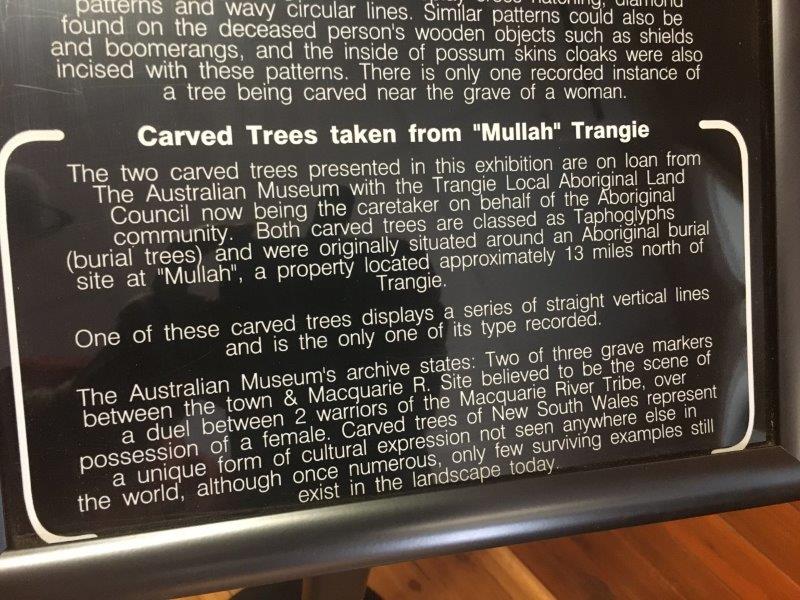 patterns and wavy circular lines. Similar patterns could also be
found on the deceased person's wooden objects such as shields
and boomerangs, and the inside of possum skins cloaks were also
incised with these patterns. There is only one recorded instance of
a tree being carved near the grave of a woman.
Carved Trees taken from "Mullah" Trangie
The two carved trees presented in this exhibition are on loan from
The Australian Museum with the Trangie Local Aboriginal Land
Council now being the caretaker on behalf of the Aboriginal
community. Both carved trees are classed as Taphoglyphs
(burial trees) and were originally situated around an Aboriginal burial
site at "Mullah", a property located approximately 13 miles north of
Trangie.
One of these carved trees displays a series of straight vertical lines
and is the only one of its type recorded.
The Australian Museum's archive states: Two of three grave markers
between the town & Macquarie R. Site believed to be the scene of
a duel between 2 warriors of the Macquarie River Tribe, over
possession of a female. Carved trees of New South Wales represent
a unique form of cultural expression not seen anywhere else in
the world, although once numerous, only few surviving examples still
exist in the landscape today.